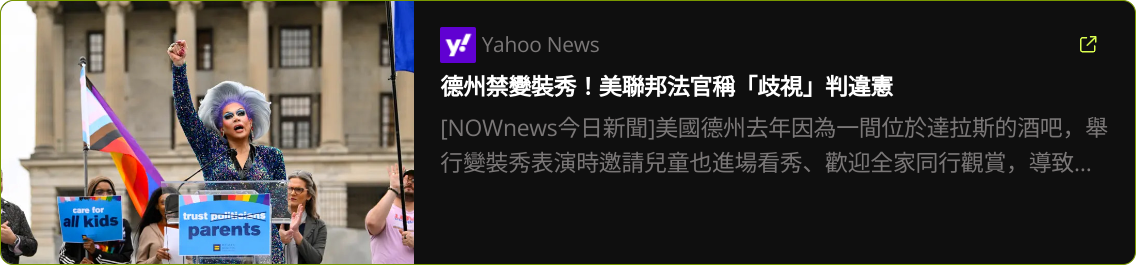 y!
Yahoo News
德州禁變裝秀！美聯邦法官稱「歧視」判違憲
[NOWnews今日新聞]美國德州去年因為一間位於達拉斯的酒吧，舉
行變裝秀表演時邀請兒童也進場看秀、歡迎全家同行觀賞，導致...
care for
all kids
trust politicians
parents